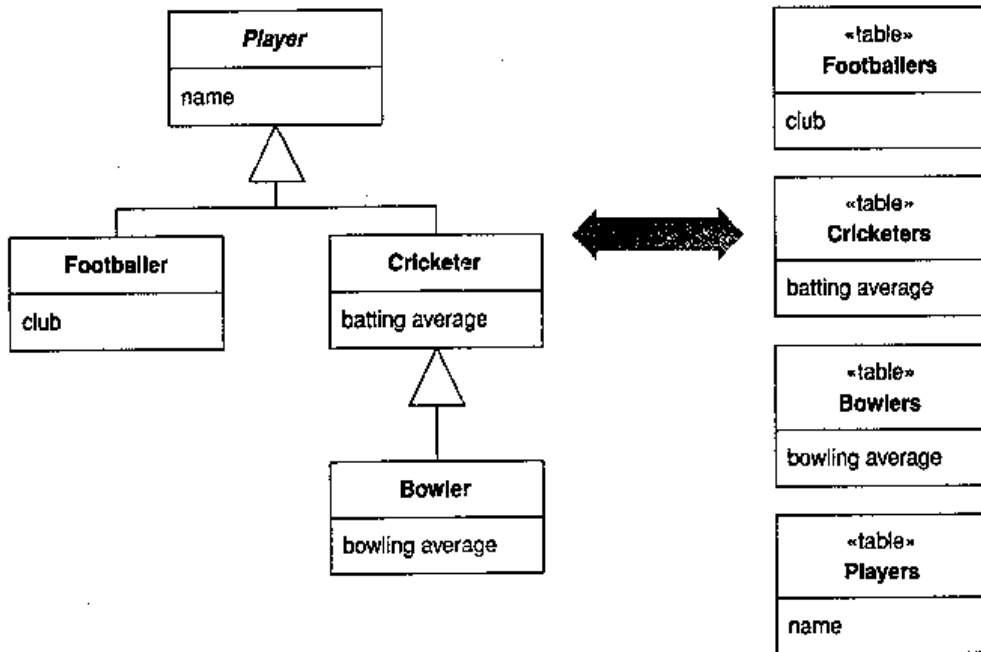 Player
name
Footballer
club
Cricketer
batting average
Bowler
bowling average
«table»
Footballers
club
«table»
Cricketers
batting average
«table»
Bowlers
bowling average
«table»
Players
name